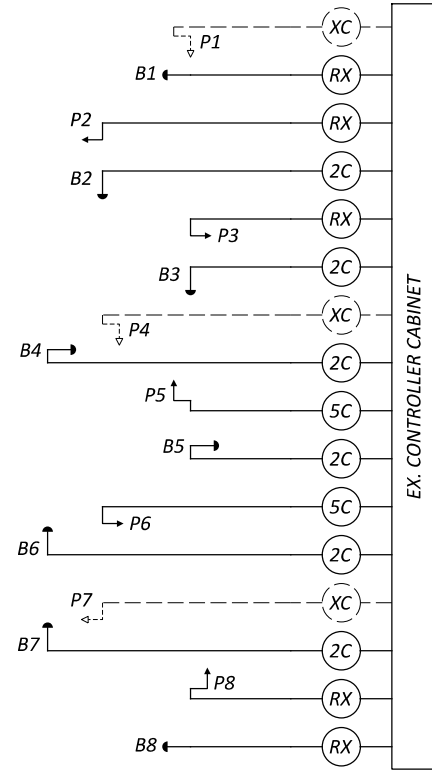 XC
P1
B1
RX
P2
RX
B2
2C
RX
P3
B3
2C
XC
P4
B4
2C
P5
5C
B5
2C
5C
P6
B6
2C
P7
XC
B7
2C
P8
RX
B8
RX
EX. CONTROLLER CABINET